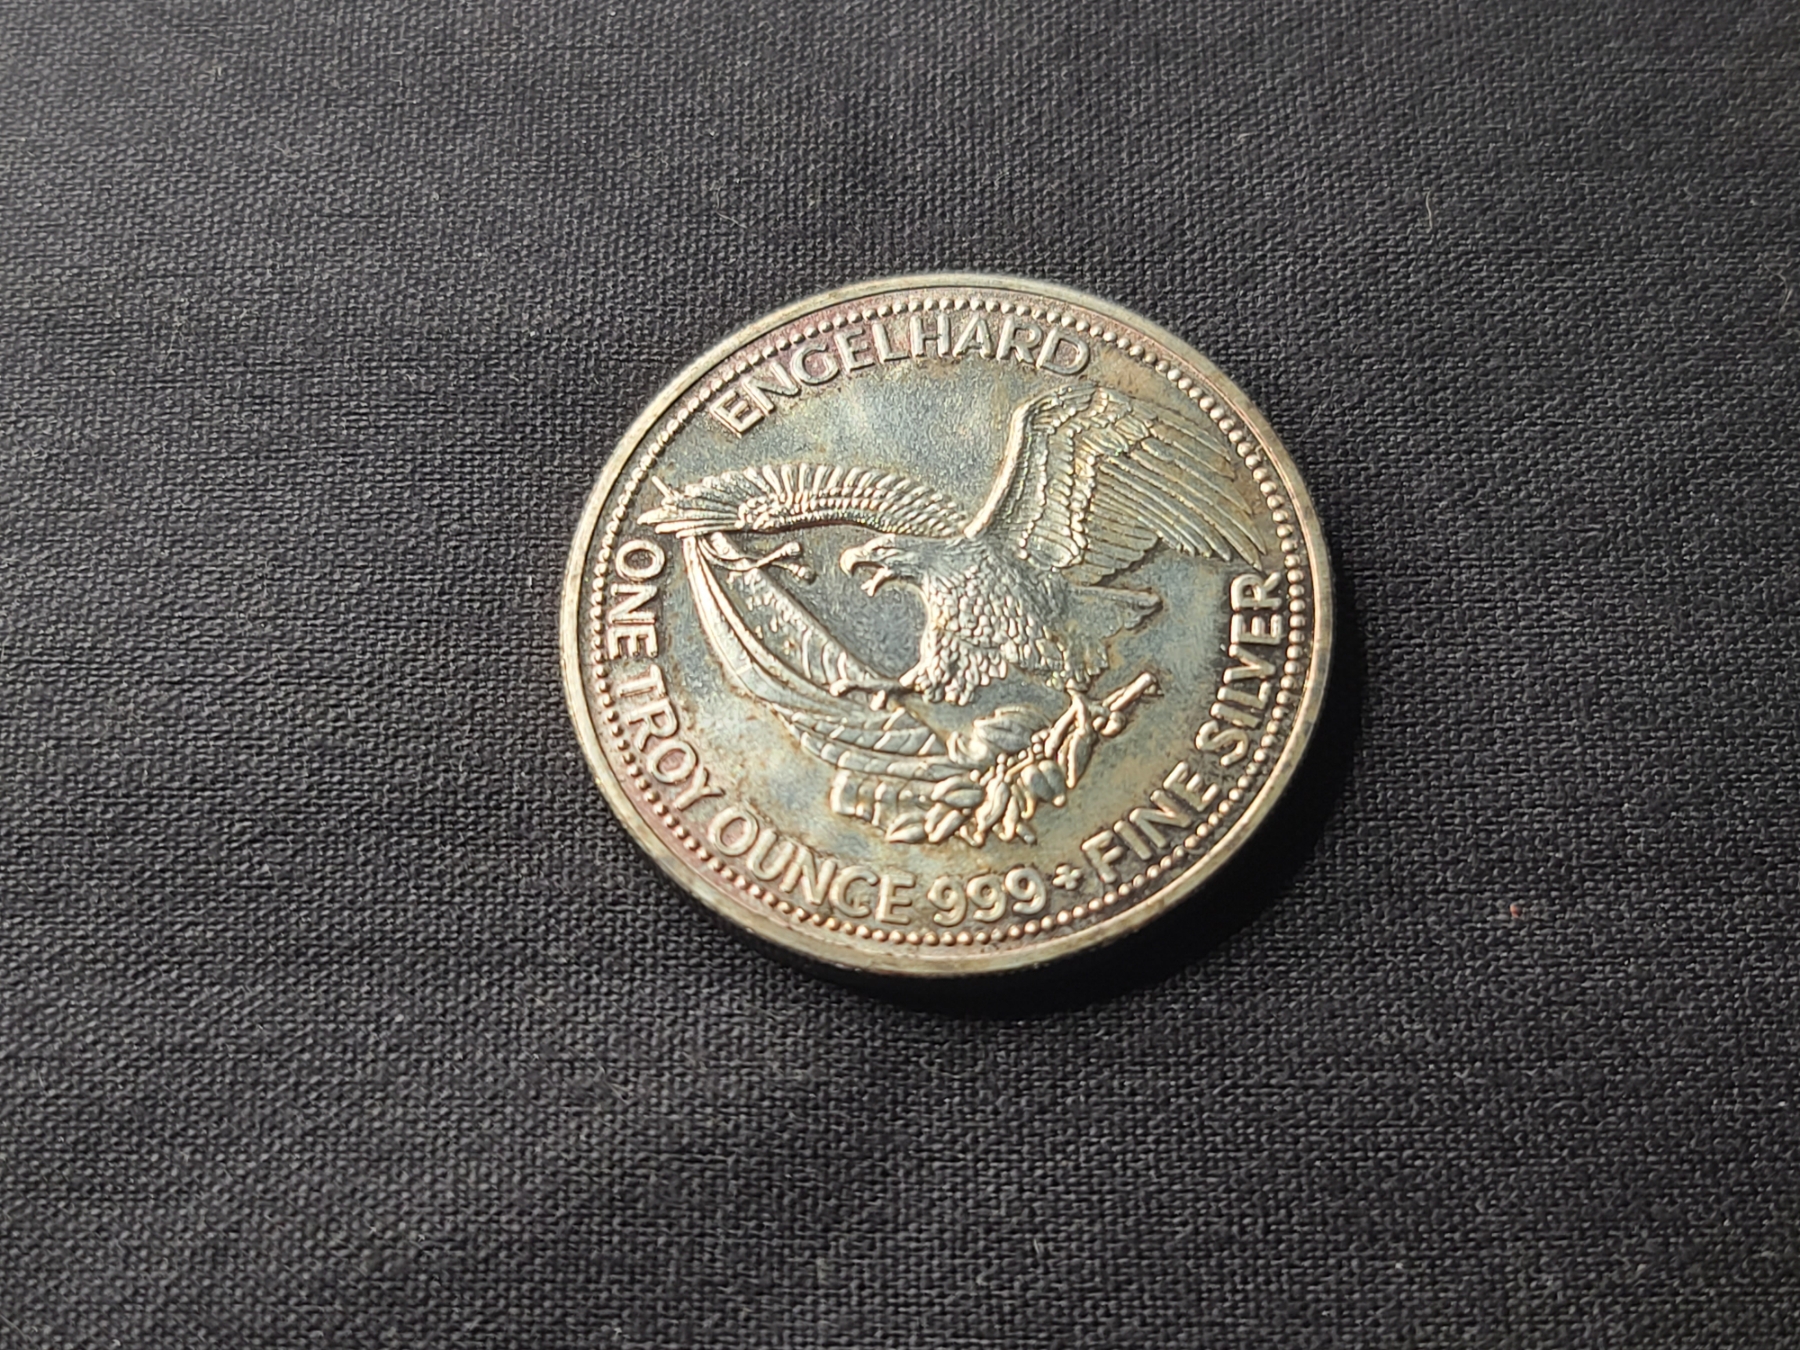 ENGELHARD
ONE TROY OUNCE 999+ FINE SILVER